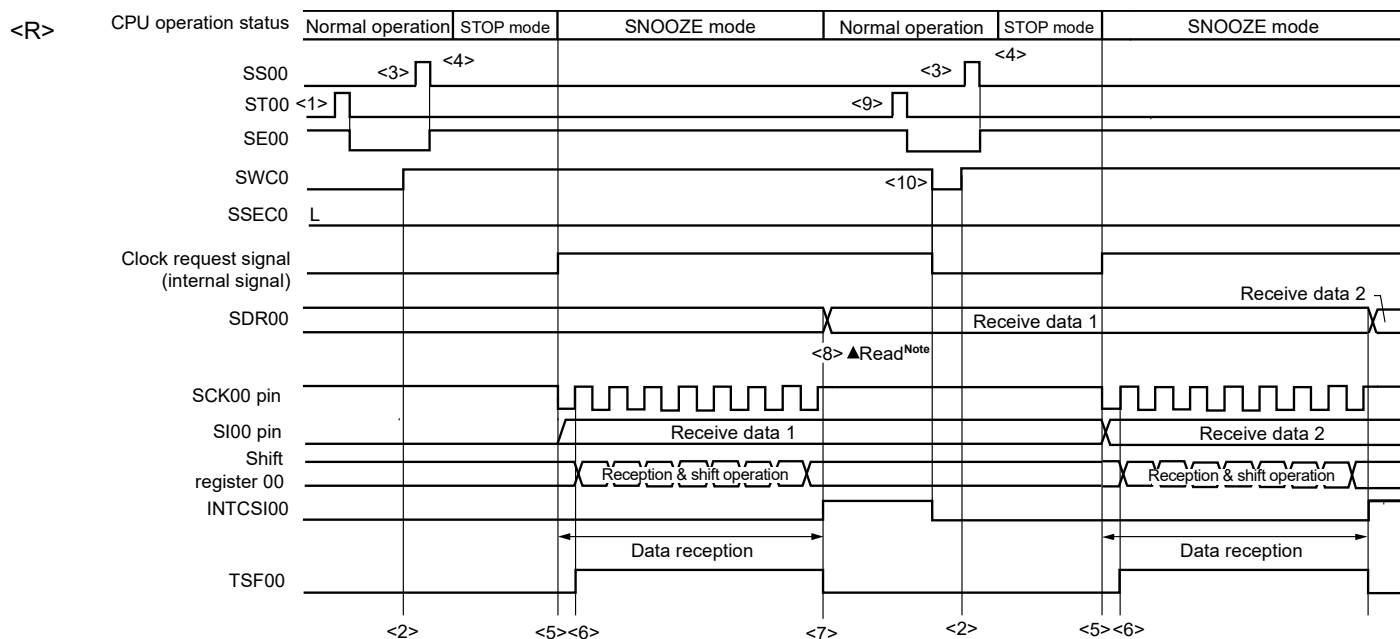 <R>
CPU operation status
Normal operation STOP mode SNOOZE mode Normal operation STOP mode SNOOZE mode
SS00 <3> <4> <3> <4>
ST00 <1> <9>
SE00
SWC0 <10>
SSEC0 L
Clock request signal
(internal signal)
Receive data 2
SDR00 Receive data 1
<8> ▲Read Note
SCK00 pin
SI00 pin Receive data 1 Receive data 2
Shift
register 00 Reception & shift operation Reception & shift operation
INTCSI00
Data reception Data reception
TSF00
<2> <5><6> <7> <2> <5><6>